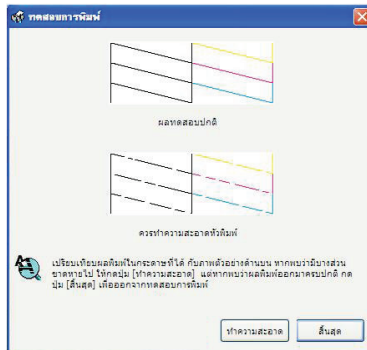 ทดสอบการพิมพ์
ผลทดสอบปกติ
ควรทำความสะอาดหัวพิมพ์
เปรียบเทียบผลพิมพ์ในกระดาษที่ได้ กับภาพตัวอย่างด้านบน หากพบว่ามีบางส่วน
ขาดหายไป ให้กดปุ่ม [ทำความสะอาด] แต่หากพบว่าผลพิมพ์ออกมาครบปกติ กด
ปุ่ม [สิ้นสุด] เพื่อออกจากทดสอบการพิมพ์
ทำความสะอาด
สิ้นสุด